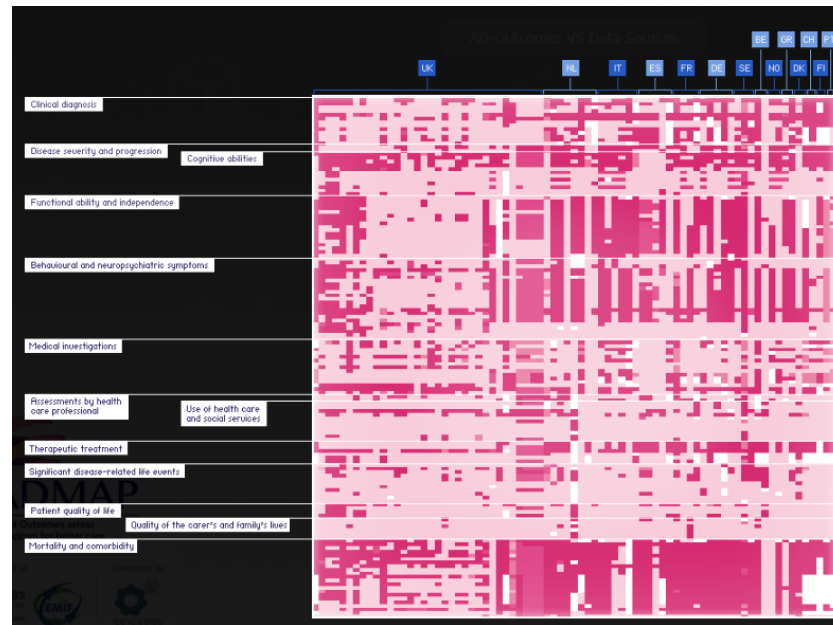 AD-Outcomes VS Data Sources
BE GR CH PT
UK NL IT ES FR DE SE NO DK FI
Clinical diagnosis
Disease severity and progression
Cognitive abilities
Functional ability and independence
Behavioural and neuropsychiatric symptoms
Medical investigations
Assessments by health
care professional
Use of health care
and social services
Therapeutic treatment
Significant disease-related life events
Patient quality of life
Quality of the carer's and family's lives
Mortality and comorbidity
ADMAP
EMIF